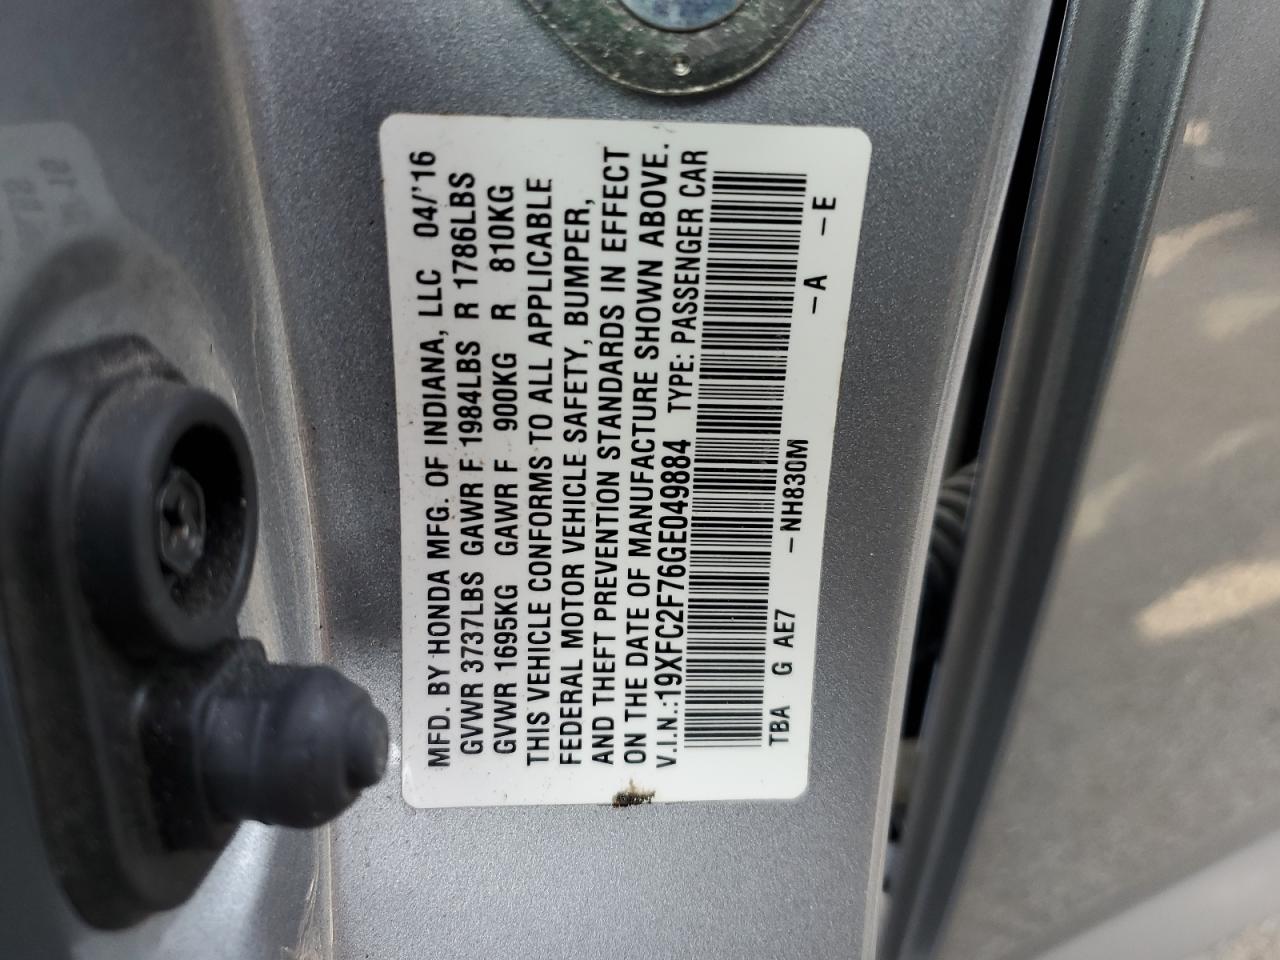 MFD. BY HONDA MFG. OF INDIANA, LLC 04/'16
GVWR 3737LBS GAWR F 1984LBS R 1786LBS
GVWR 1695KG GAWR F 900KG R 810KG
THIS VEHICLE CONFORMS TO ALL APPLICABLE
FEDERAL MOTOR VEHICLE SAFETY, BUMPER,
AND THEFT PREVENTION STANDARDS IN EFFECT
ON THE DATE OF MANUFACTURE SHOWN ABOVE.
V.I.N.:19XFC2F76GE049884 TYPE: PASSENGER CAR
TBA G AE7 -NH830M -A -E